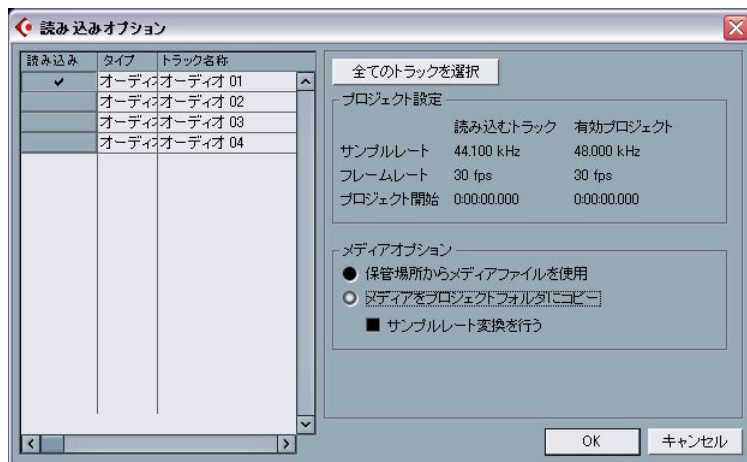 読み込みオプション
読み込み タイプ トラック名称
オーディオ オーディオ 01
オーディオ オーディオ 02
オーディオ オーディオ 03
オーディオ オーディオ 04
全てのトラックを選択
プロジェクト設定
読み込むトラック 有効プロジェクト
サンプルレート 44.100 kHz 48.000 kHz
フレームレート 30 fps 30 fps
プロジェクト開始 0:00:00.000 0:00:00.000
メディアオプション
保管場所からメディアファイルを使用
メディアをプロジェクトフォルダにコピー
サンプルレート変換を行う
OK キャンセル